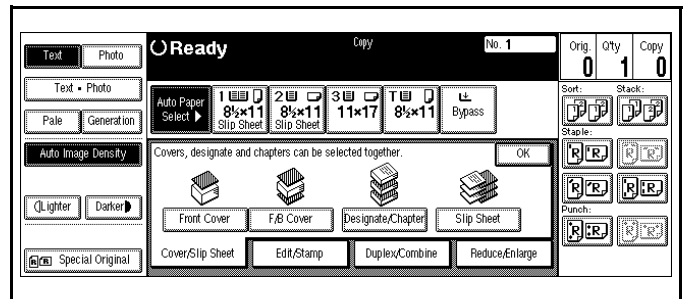 Text Photo
Text • Photo
Pale Generation
Auto Image Density
Lighter Darker
Special Original
Ready Copy No. 1
Auto Paper Select ▶
1 8½×11 Slip Sheet
2 8½×11 Slip Sheet
3 11×17
T 8½×11
Bypass
Covers, designate and chapters can be selected together. OK
Front Cover F/B Cover Designate/Chapter Slip Sheet
Cover/Slip Sheet Edit/Stamp Duplex/Combine Reduce/Enlarge
Orig. Q'ty Copy
0 1 0
Sort: Stack:
Staple:
Punch: